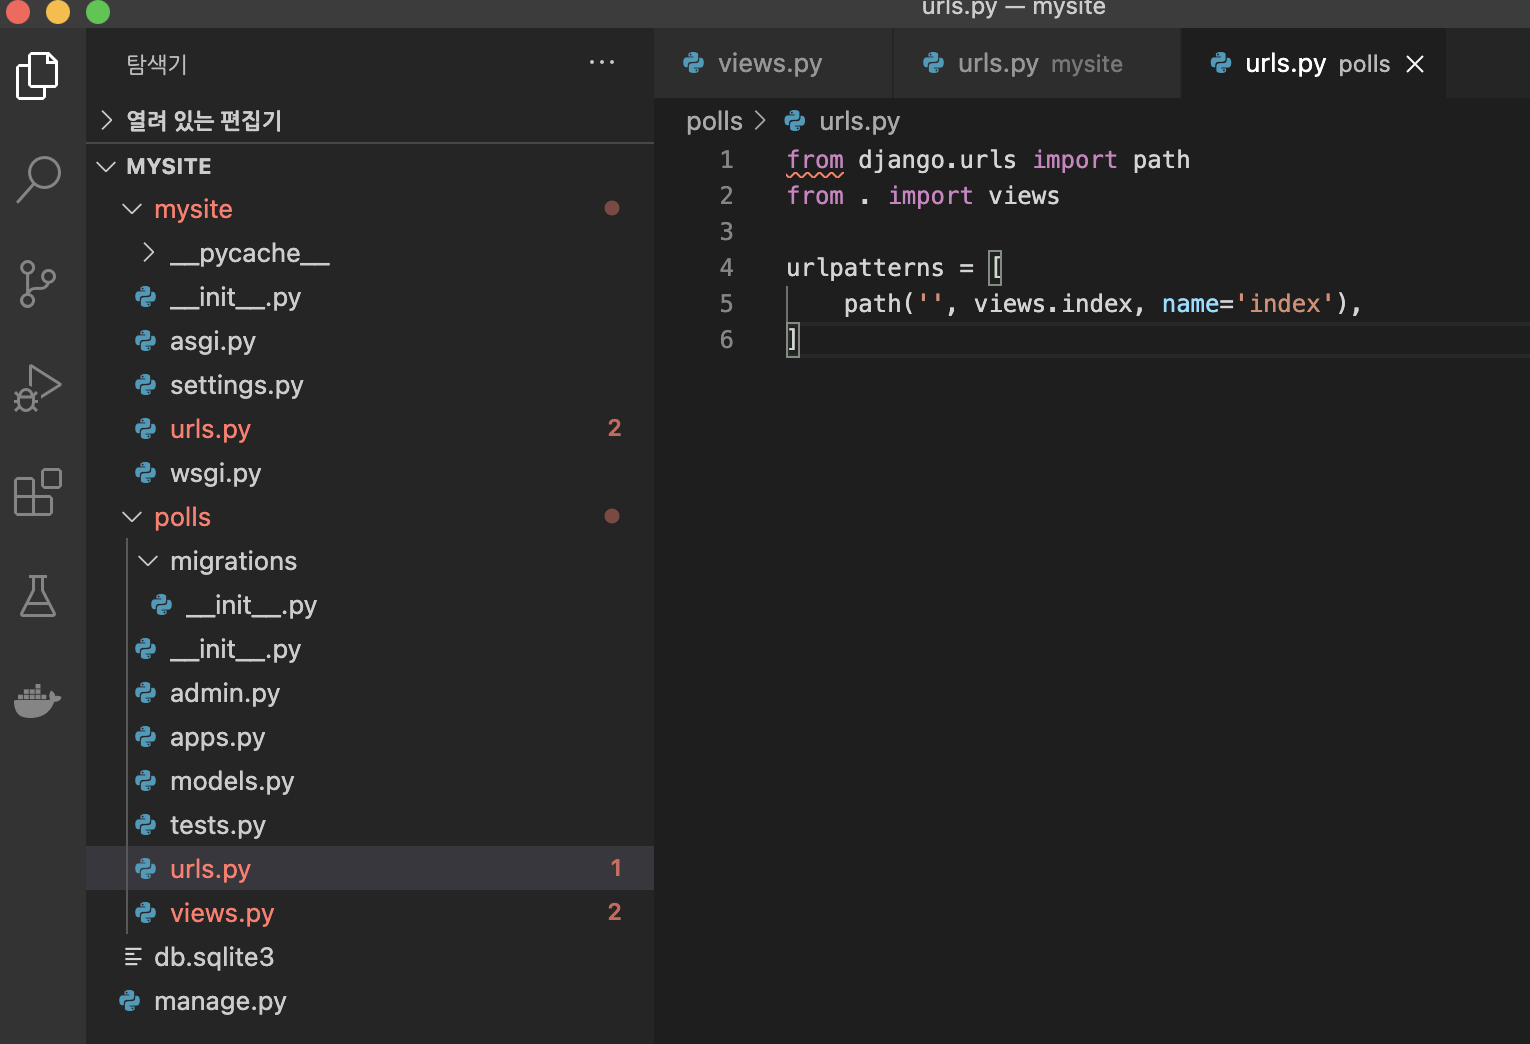 urls.py — mysite
탐색기
열려 있는 편집기
MYSITE
mysite
__pycache__
__init__.py
asgi.py
settings.py
urls.py 2
wsgi.py
polls
migrations
__init__.py
__init__.py
admin.py
apps.py
models.py
tests.py
urls.py 1
views.py 2
db.sqlite3
manage.py
views.py
urls.py mysite
urls.py polls
polls > urls.py
1 from django.urls import path
2 from . import views
3
4 urlpatterns = [
5     path('', views.index, name='index'),
6 ]